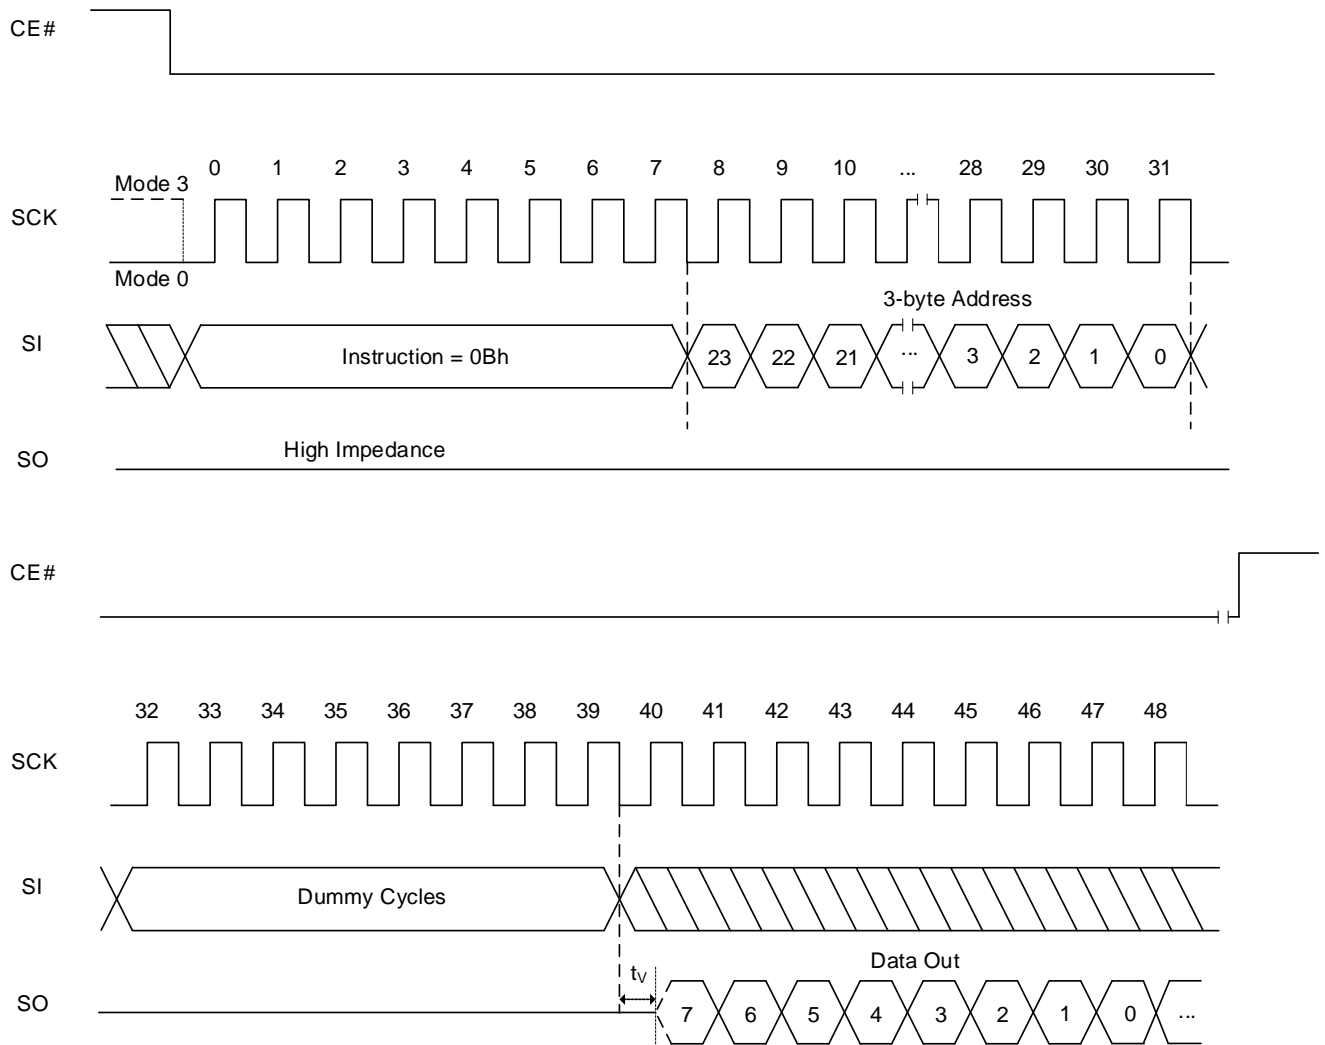 CE#
0 1 2 3 4 5 6 7 8 9 10 ... 28 29 30 31
Mode 3
SCK
Mode 0
3-byte Address
SI
Instruction = 0Bh
23 22 21 ... 3 2 1 0
High Impedance
SO
CE#
32 33 34 35 36 37 38 39 40 41 42 43 44 45 46 47 48
SCK
SI
Dummy Cycles
Data Out
tV
SO
7 6 5 4 3 2 1 0 ...